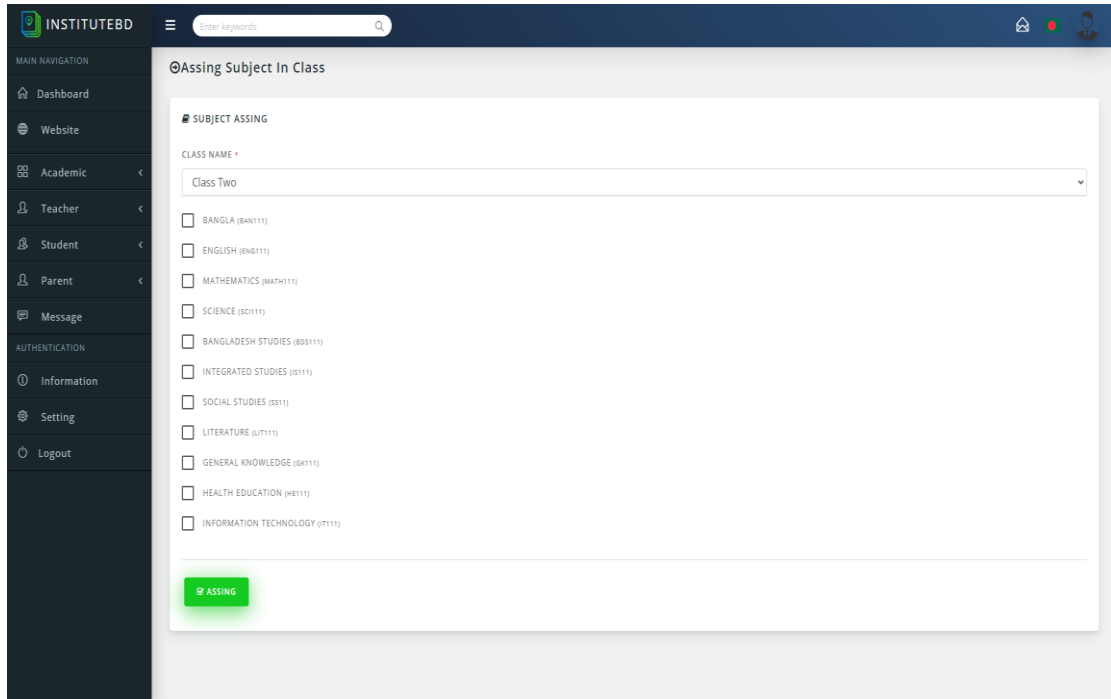 INSTITUTEBD
Enter keywords
MAIN NAVIGATION
Dashboard
Website
Academic
Teacher
Student
Parent
Message
AUTHENTICATION
Information
Setting
Logout
Assing Subject In Class
SUBJECT ASSING
CLASS NAME *
Class Two
BANGLA (BAN111)
ENGLISH (ENG111)
MATHEMATICS (MATH111)
SCIENCE (SCI111)
BANGLADESH STUDIES (BDS111)
INTEGRATED STUDIES (IS111)
SOCIAL STUDIES (SS11)
LITERATURE (LIT111)
GENERAL KNOWLEDGE (GK111)
HEALTH EDUCATION (HE111)
INFORMATION TECHNOLOGY (IT111)
ASSING